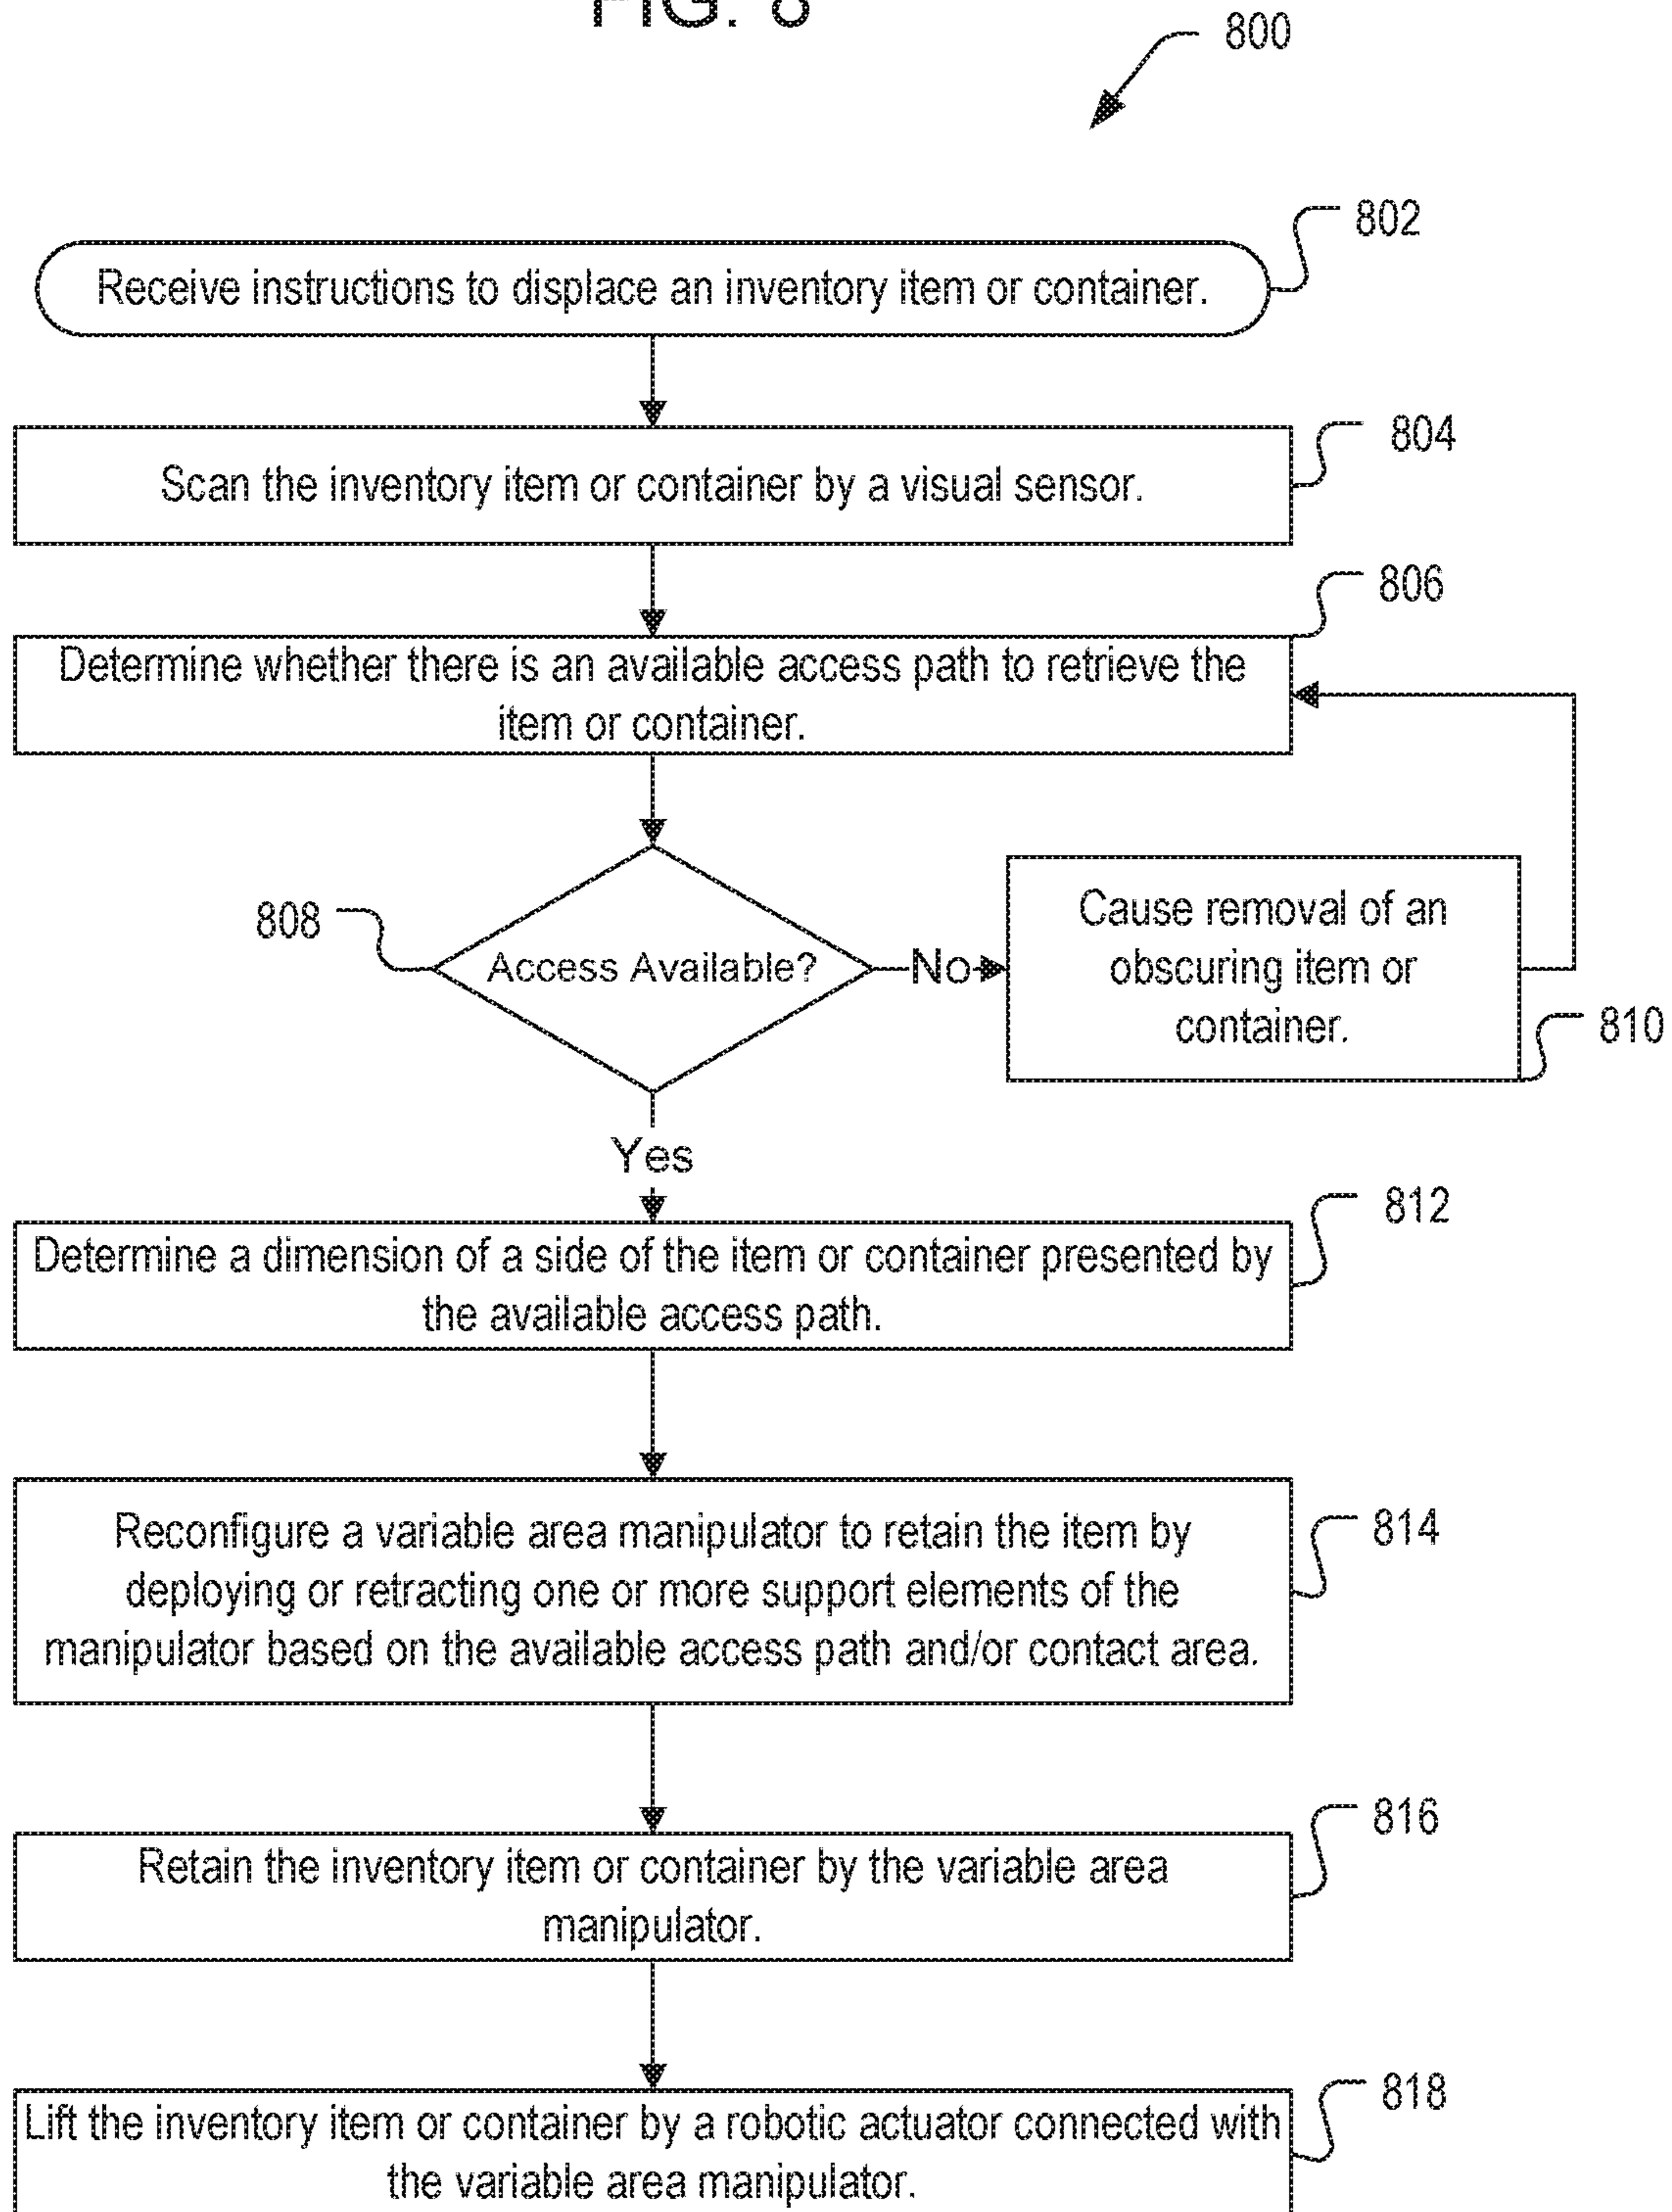 FIG. 8
800
802
Receive instructions to displace an inventory item or container.
804
Scan the inventory item or container by a visual sensor.
806
Determine whether there is an available access path to retrieve the
item or container.
808
Access Available?
No
Cause removal of an
obscuring item or
container.
810
Yes
812
Determine a dimension of a side of the item or container presented by
the available access path.
814
Reconfigure a variable area manipulator to retain the item by
deploying or retracting one or more support elements of the
manipulator based on the available access path and/or contact area.
816
Retain the inventory item or container by the variable area
manipulator.
818
Lift the inventory item or container by a robotic actuator connected with
the variable area manipulator.